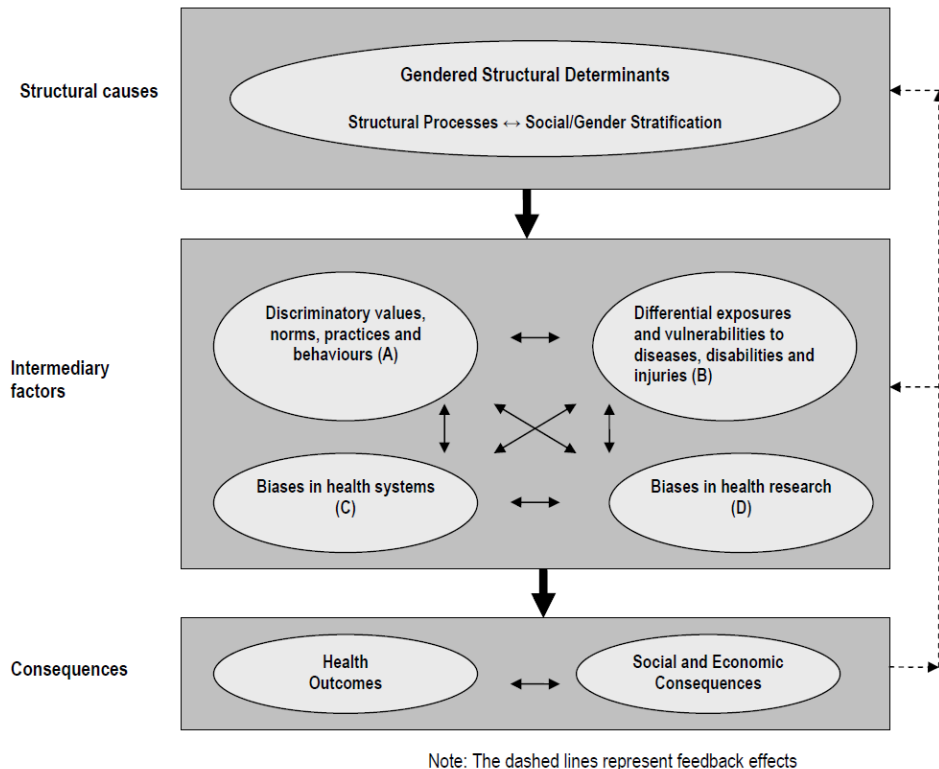 Structural causes
Gendered Structural Determinants
Structural Processes ↔ Social/Gender Stratification
Intermediary
factors
Discriminatory values,
norms, practices and
behaviours (A)
Differential exposures
and vulnerabilities to
diseases, disabilities and
injuries (B)
Biases in health systems
(C)
Biases in health research
(D)
Consequences
Health
Outcomes
Social and Economic
Consequences
Note: The dashed lines represent feedback effects